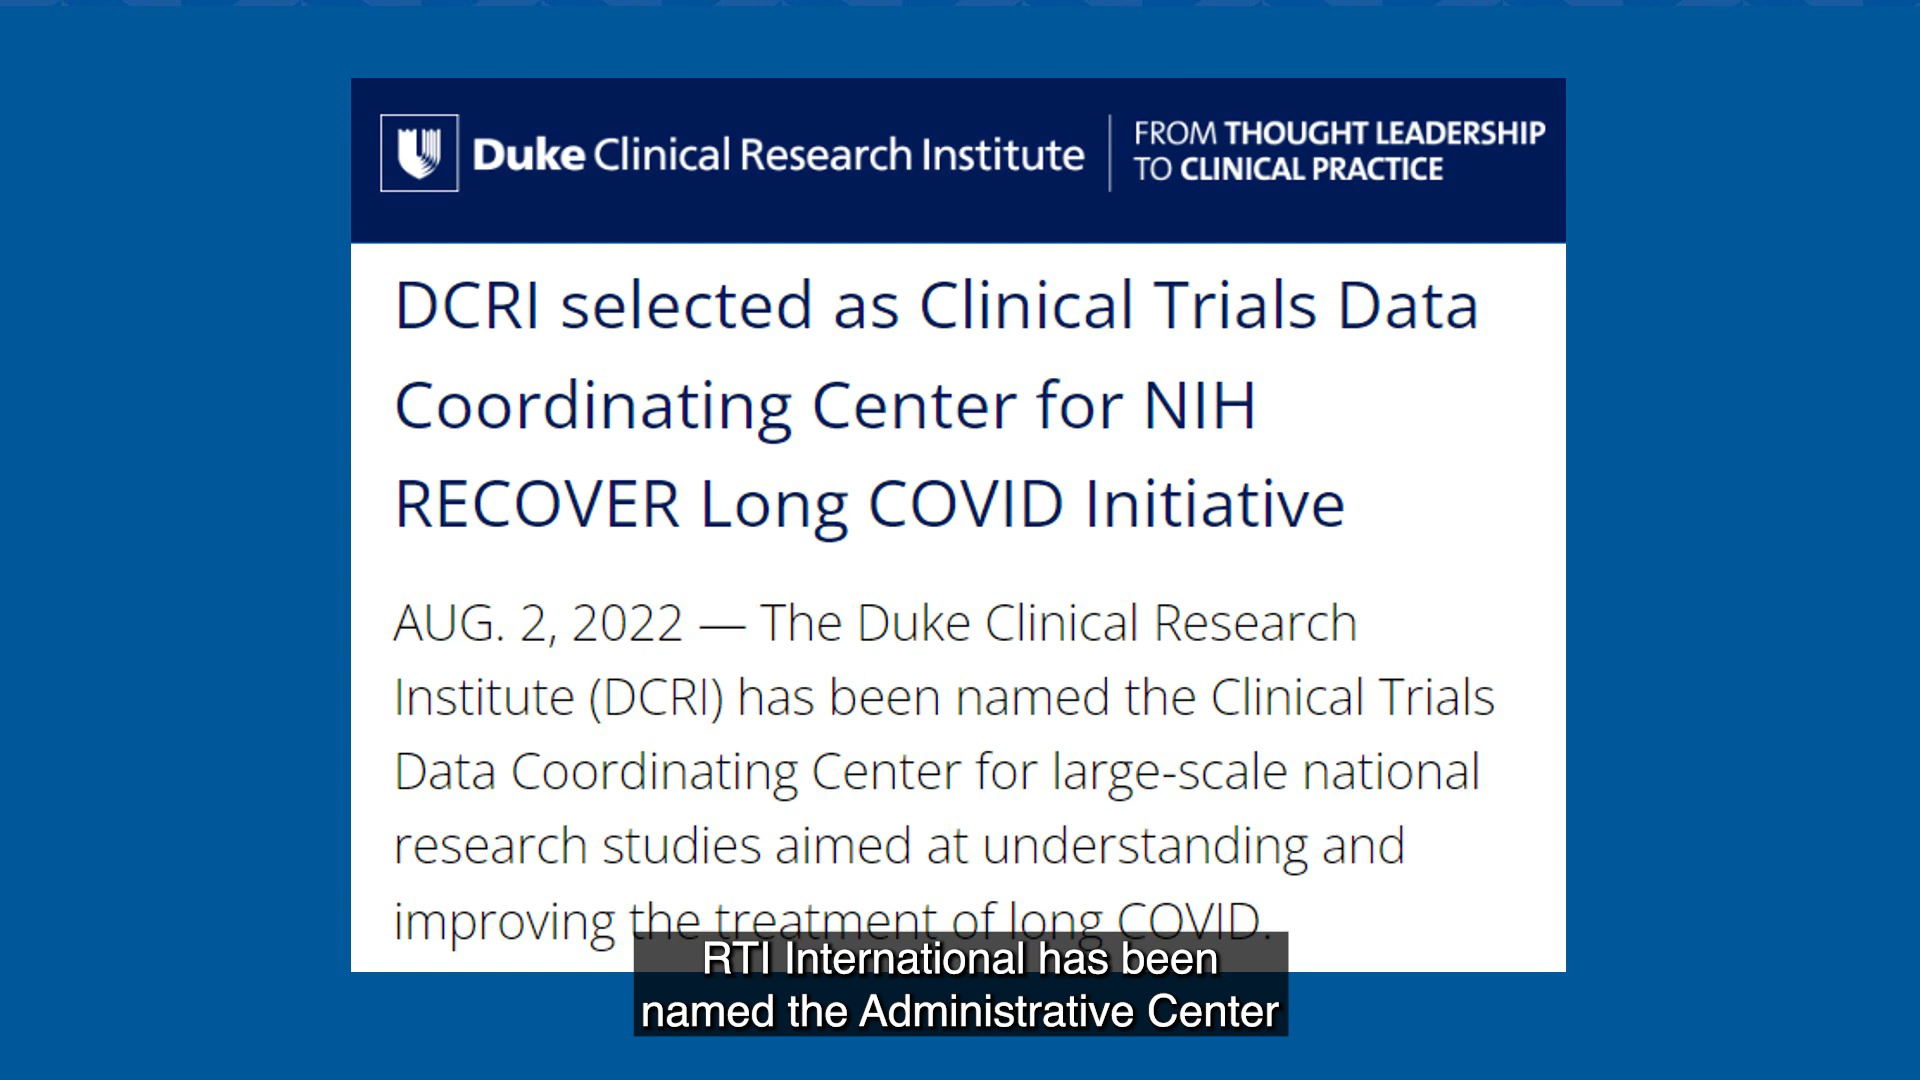 Duke Clinical Research Institute
FROM THOUGHT LEADERSHIP
TO CLINICAL PRACTICE
DCRI selected as Clinical Trials Data
Coordinating Center for NIH
RECOVER Long COVID Initiative
AUG. 2, 2022 — The Duke Clinical Research
Institute (DCRI) has been named the Clinical Trials
Data Coordinating Center for large-scale national
research studies aimed at understanding and
improving the treatment of long COVID.
RTI International has been
named the Administrative Center